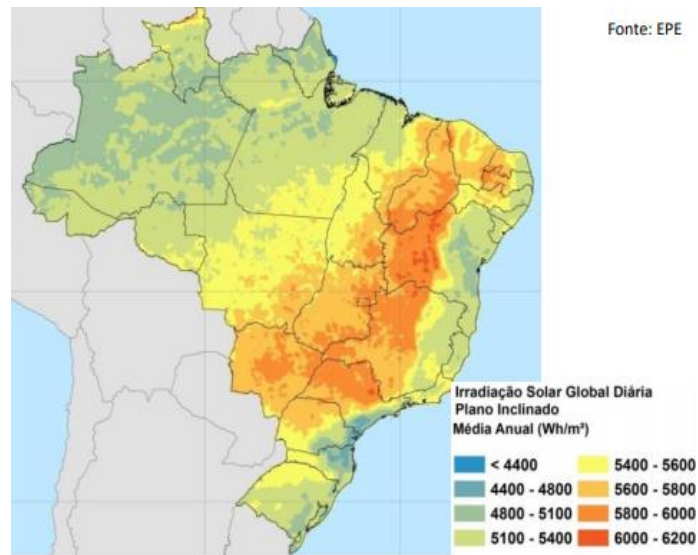 Fonte: EPE
Irradiação Solar Global Diária
Plano Inclinado
Média Anual (Wh/m²)
< 4400
5400 - 5600
4400 - 4800
5600 - 5800
4800 - 5100
5800 - 6000
5100 - 5400
6000 - 6200